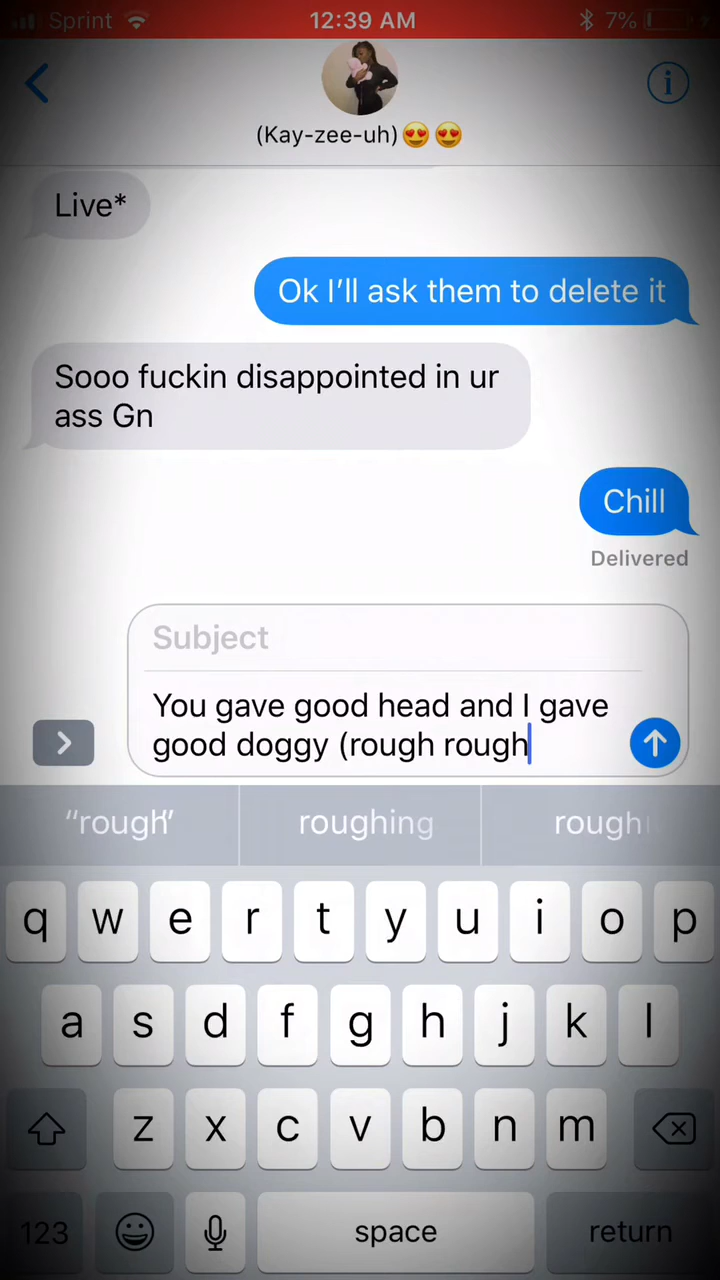 Sprint 12:39 AM 7%
(Kay-zee-uh)😍😍
Live*
Ok I'll ask them to delete it
Sooo fuckin disappointed in ur
ass Gn
Chill
Delivered
Subject
You gave good head and I gave
good doggy (rough rough
"rough" roughing
q w e r t y u i o p
a s d f g h j k l
z x c v b n m
123 space return